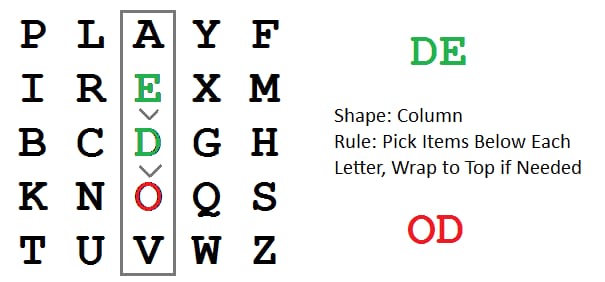 P L A Y F
I R E X M
B C D G H
K N O Q S
T U V W Z
DE
Shape: Column
Rule: Pick Items Below Each
Letter, Wrap to Top if Needed
OD